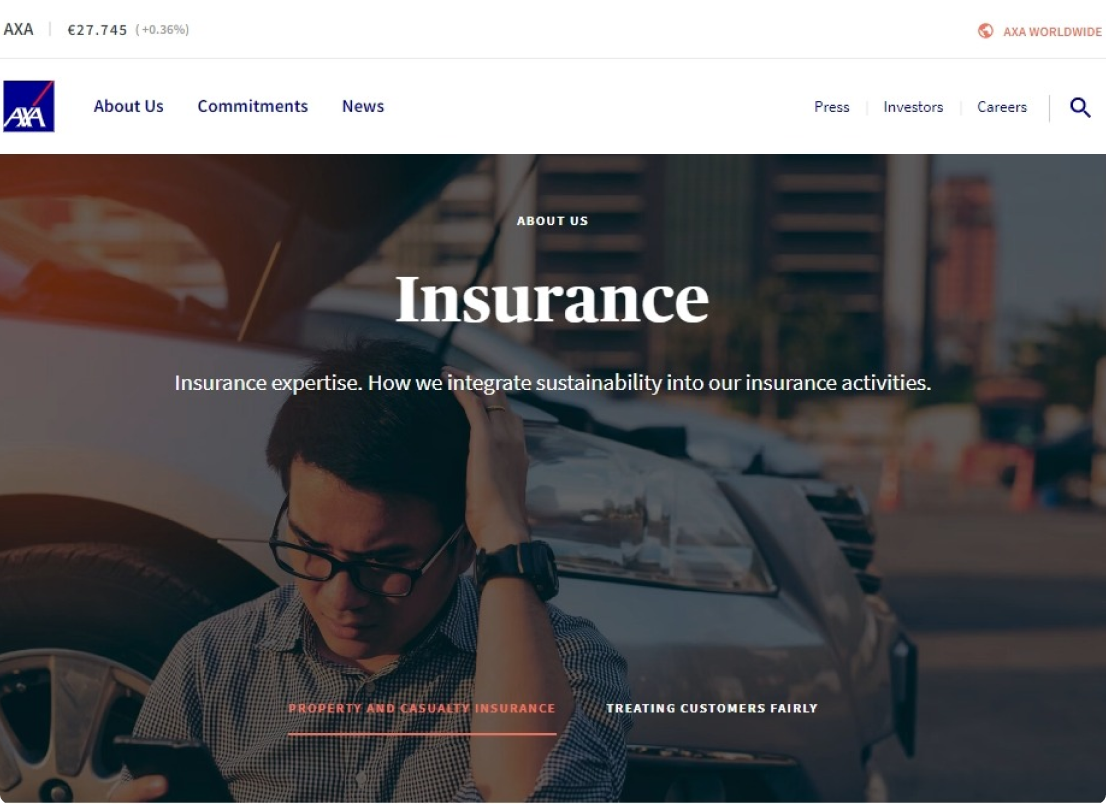 AXA €27.745 (+0.36%) AXA WORLDWIDE
AXA About Us Commitments News Press Investors Careers
ABOUT US
Insurance
Insurance expertise. How we integrate sustainability into our insurance activities.
PROPERTY AND CASUALTY INSURANCE TREATING CUSTOMERS FAIRLY